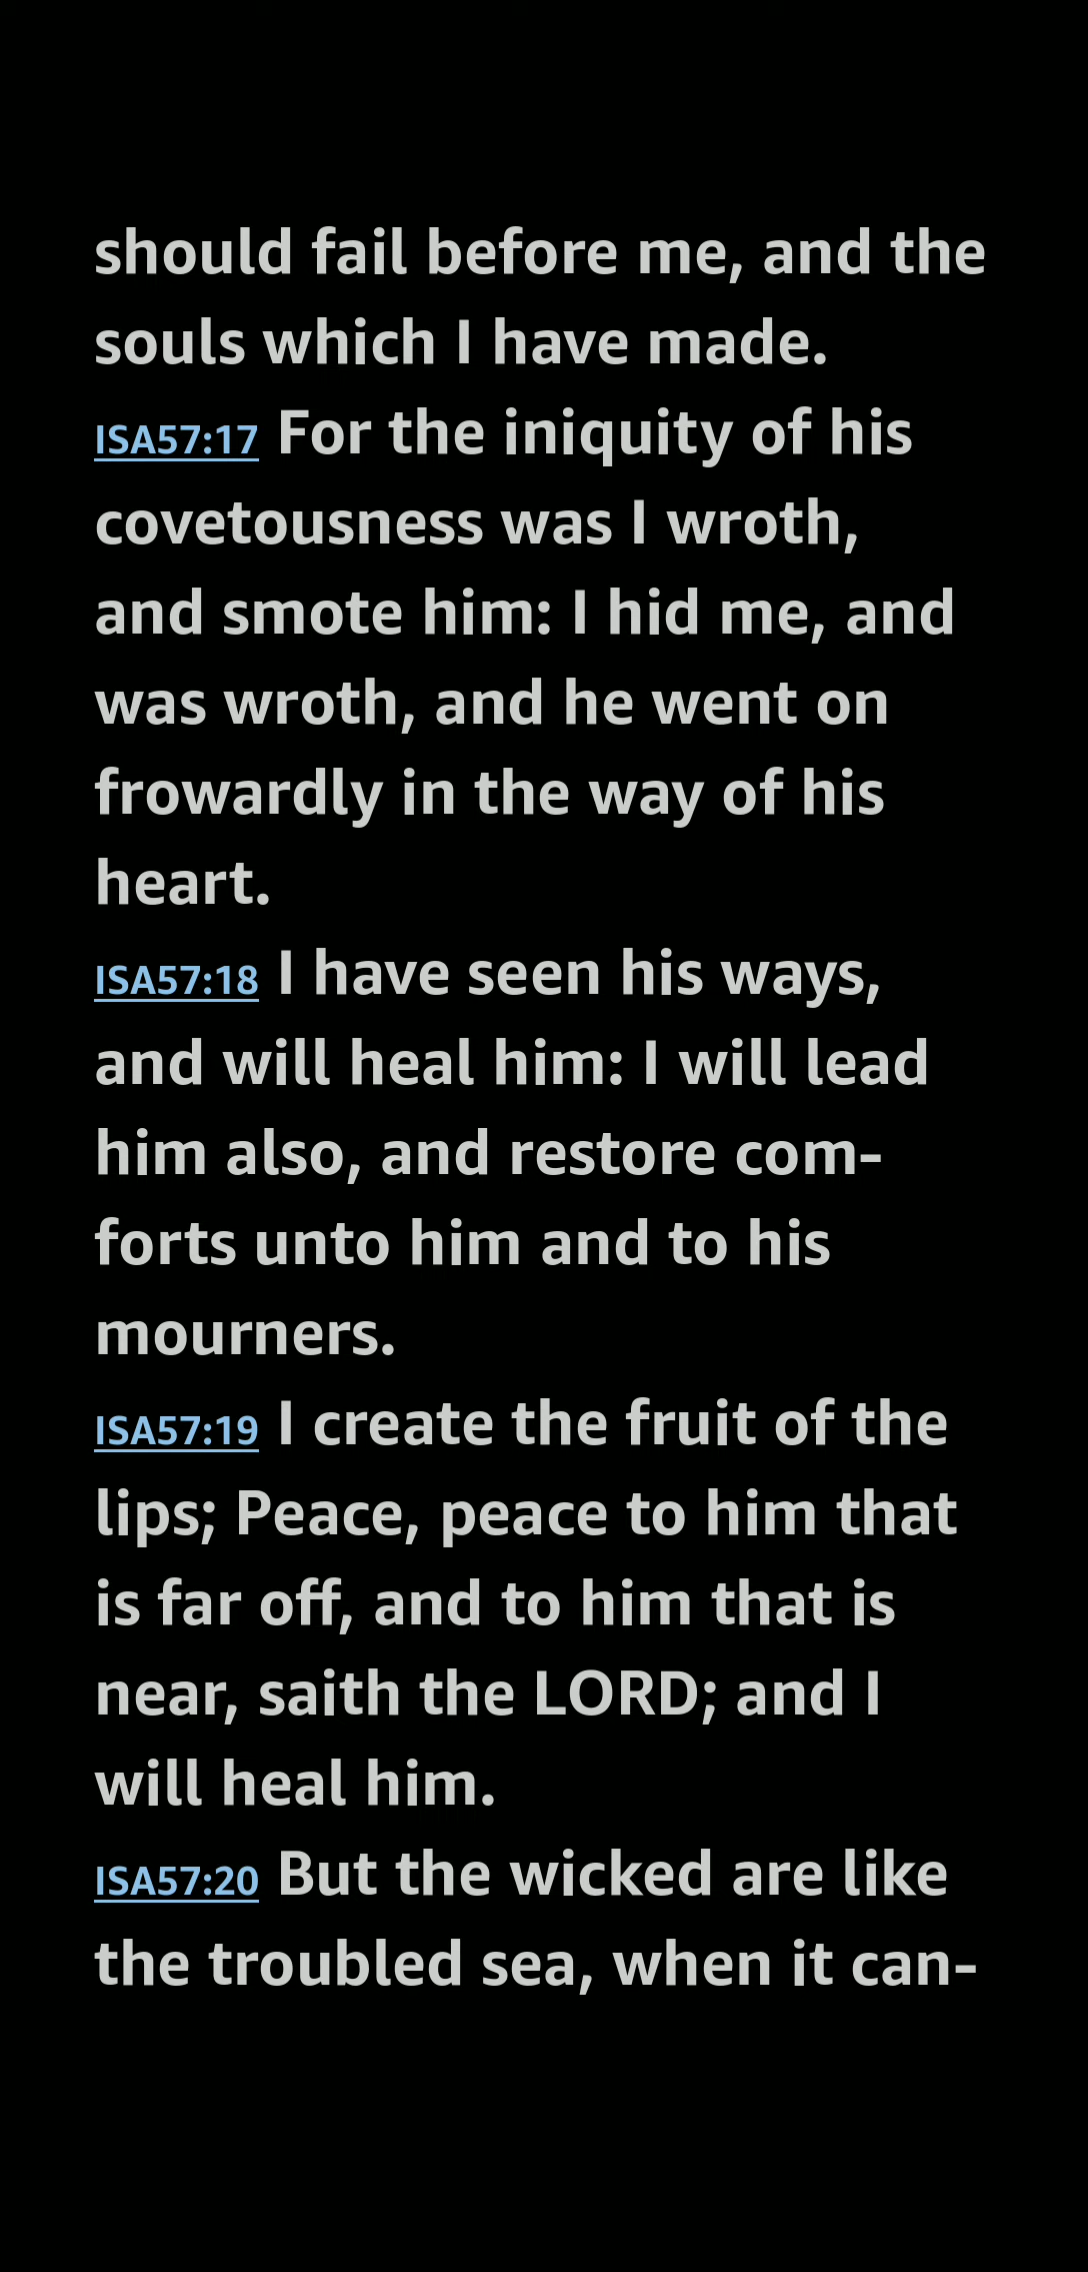 should fail before me, and the
souls which I have made.
ISA57:17 For the iniquity of his
covetousness was I wroth,
and smote him: I hid me, and
was wroth, and he went on
frowardly in the way of his
heart.
ISA57:18 I have seen his ways,
and will heal him: I will lead
him also, and restore com-
forts unto him and to his
mourners.
ISA57:19 I create the fruit of the
lips; Peace, peace to him that
is far off, and to him that is
near, saith the LORD; and I
will heal him.
ISA57:20 But the wicked are like
the troubled sea, when it can-